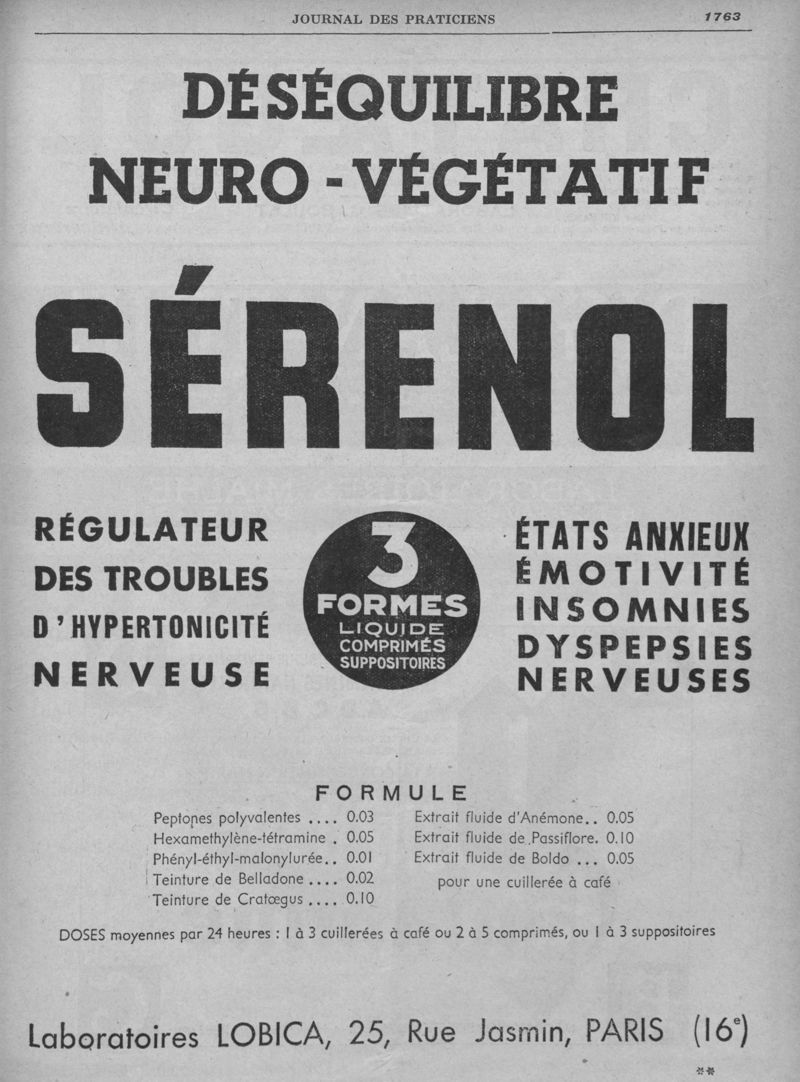 JOURNAL DES PRATICIENS 1763
DÉSÉQUILIBRE
NEURO-VÉGÉTATIF
SÉRENOL
RÉGULATEUR
DES TROUBLES
D'HYPERTONICITÉ
NERVEUSE
3
FORMES
LIQUIDE
COMPRIMÉS
SUPPOSITOIRES
ÉTATS ANXIEUX
ÉMOTIVITÉ
INSOMNIES
DYSPEPSIES
NERVEUSES
FORMULE
Peptones polyvalentes .... 0.03
Hexamethylène-tétramine . 0.05
Phényl-éthyl-malonylurée.. 0.01
Teinture de Belladone .... 0.02
Teinture de Cratœgus .... 0.10
Extrait fluide d'Anémone.. 0.05
Extrait fluide de Passiflore. 0.10
Extrait fluide de Boldo ... 0.05
pour une cuillerée à café
DOSES moyennes par 24 heures : 1 à 3 cuillerées à café ou 2 à 5 comprimés, ou 1 à 3 suppositoires
Laboratoires LOBICA, 25, Rue Jasmin, PARIS (16e)
**